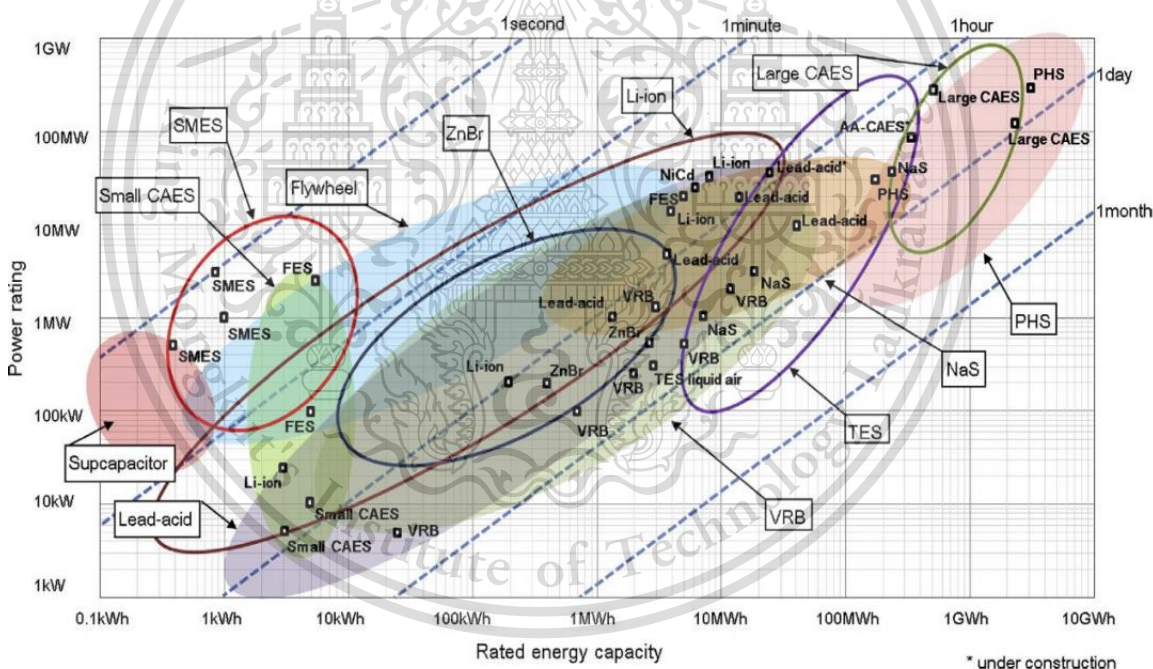 1second
1minute
1hour
1GW
Large CAES
PHS
1day
Li-ion
Large CAES
SMES
AA-CAES*
Large CAES
100MW
ZnBr
Li-ion
Lead-acid*
NaS
NiCd
Small CAES
Flywheel
FES
Lead-acid
PHS
Li-ion
1month
10MW
Lead-acid
FES
Lead-acid
SMES
NaS
Lead-acid
VRB
VRB
PHS
1MW
SMES
ZnBr
NaS
Power rating
SMES
VRB
NaS
Li-ion
ZnBr
TES liquid air
VRB
100kW
FES
VRB
TES
Supcapacitor
Li-ion
10kW
Small CAES
Lead-acid
VRB
VRB
Small CAES
Institute of Technology Ladkrabang
1kW
0.1kWh
1kWh
10kWh
100kWh
1MWh
10MWh
100MWh
1GWh
10GWh
Rated energy capacity
* under construction